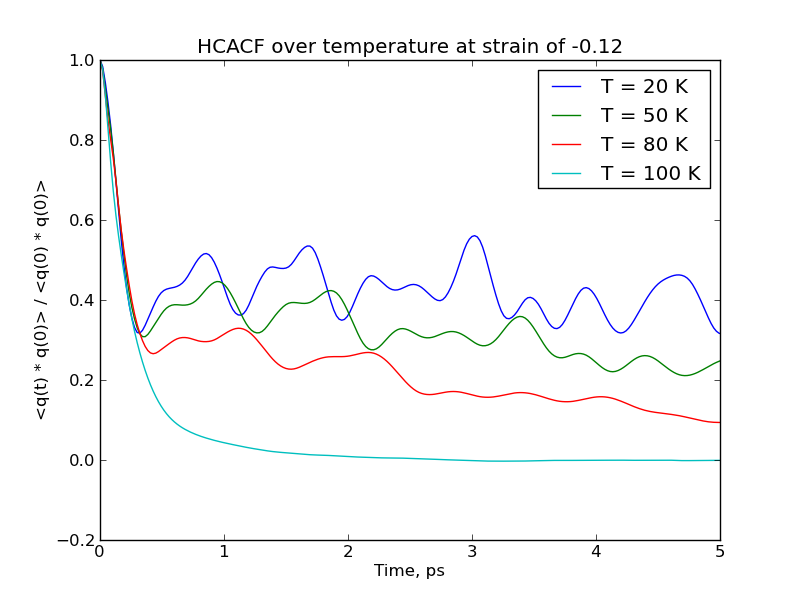 HCACF over temperature at strain of -0.12
T = 20 K
T = 50 K
T = 80 K
T = 100 K
<q(t) * q(0)> / <q(0) * q(0)>
1.0
0.8
0.6
0.4
0.2
0.0
−0.2
0 1 2 3 4 5
Time, ps